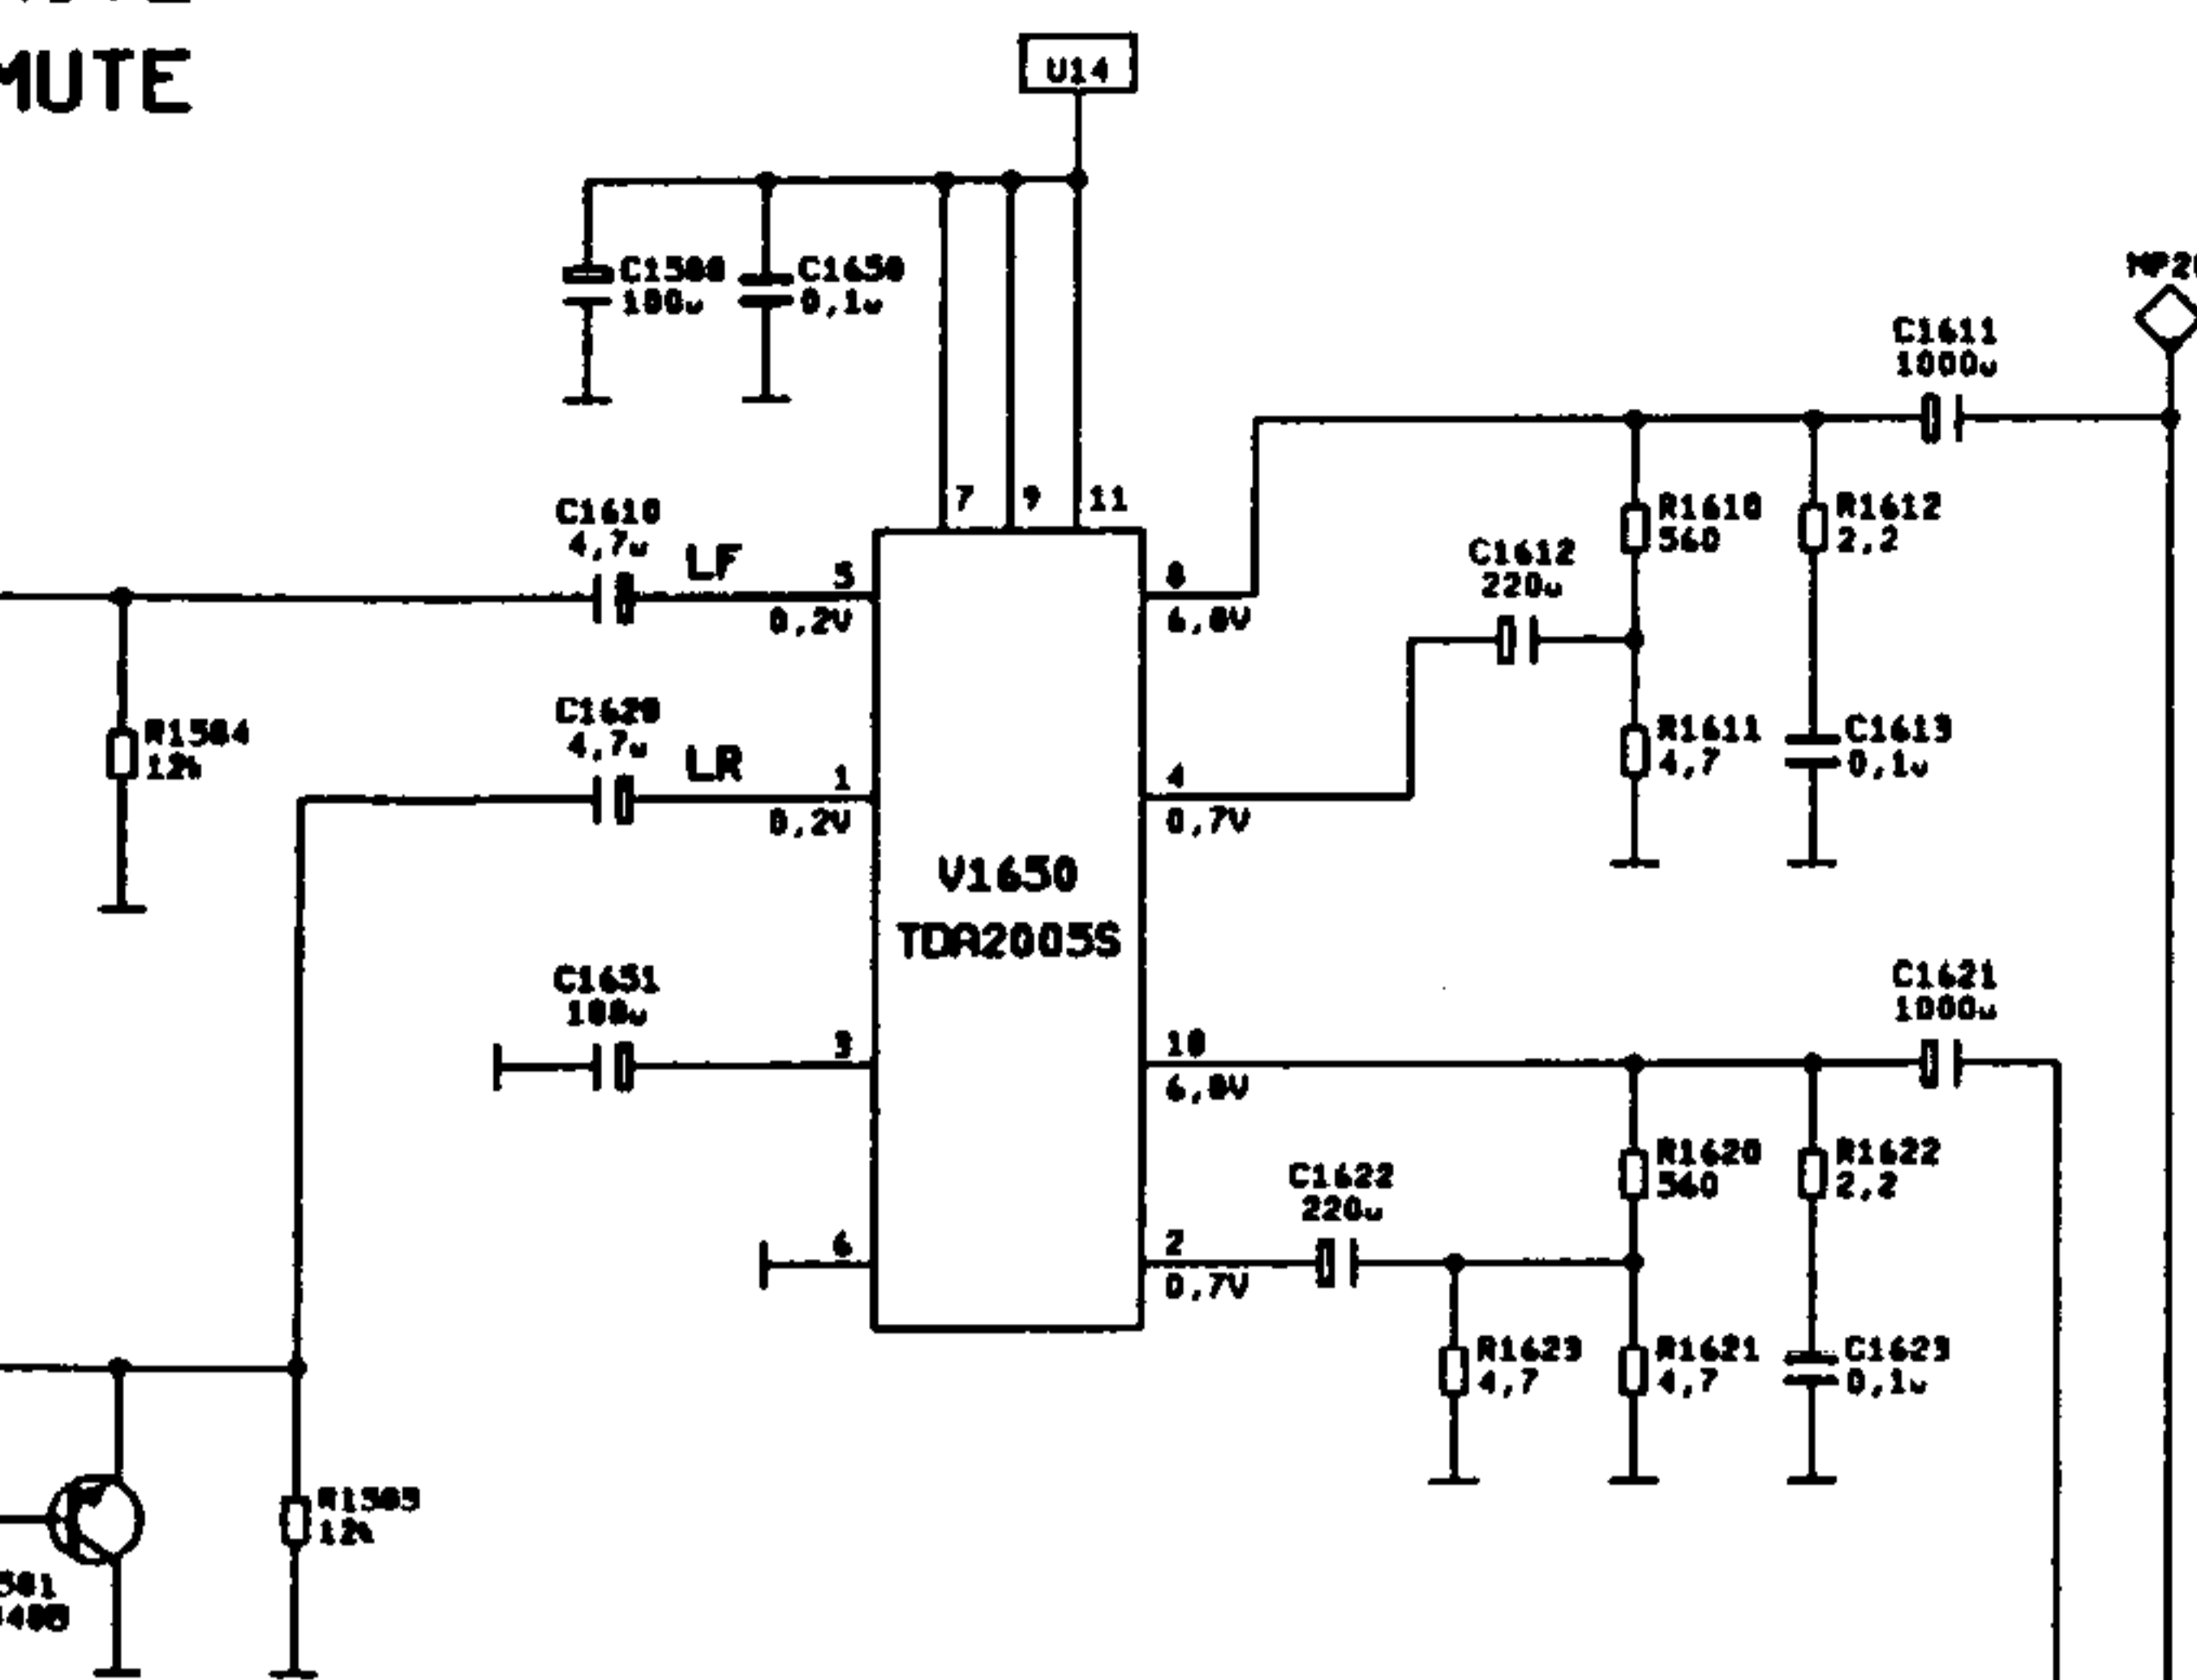 MUTE
U14
C1500
100u
C1650
0,1u
C1611
1000u
7
9
11
C1610
4,7u
LF
5
0,2V
8
6,8V
R1610
560
R1612
2,2
C1612
220u
R1504
12k
C1620
4,7u
LR
1
0,2V
4
0,7V
R1611
4,7
C1613
0,1u
V1650
TDA2005S
C1651
100u
3
10
6,8V
C1621
1000u
R1620
560
R1622
2,2
C1622
220u
6
2
0,7V
R1623
4,7
R1621
4,7
C1623
0,1u
R1505
12k